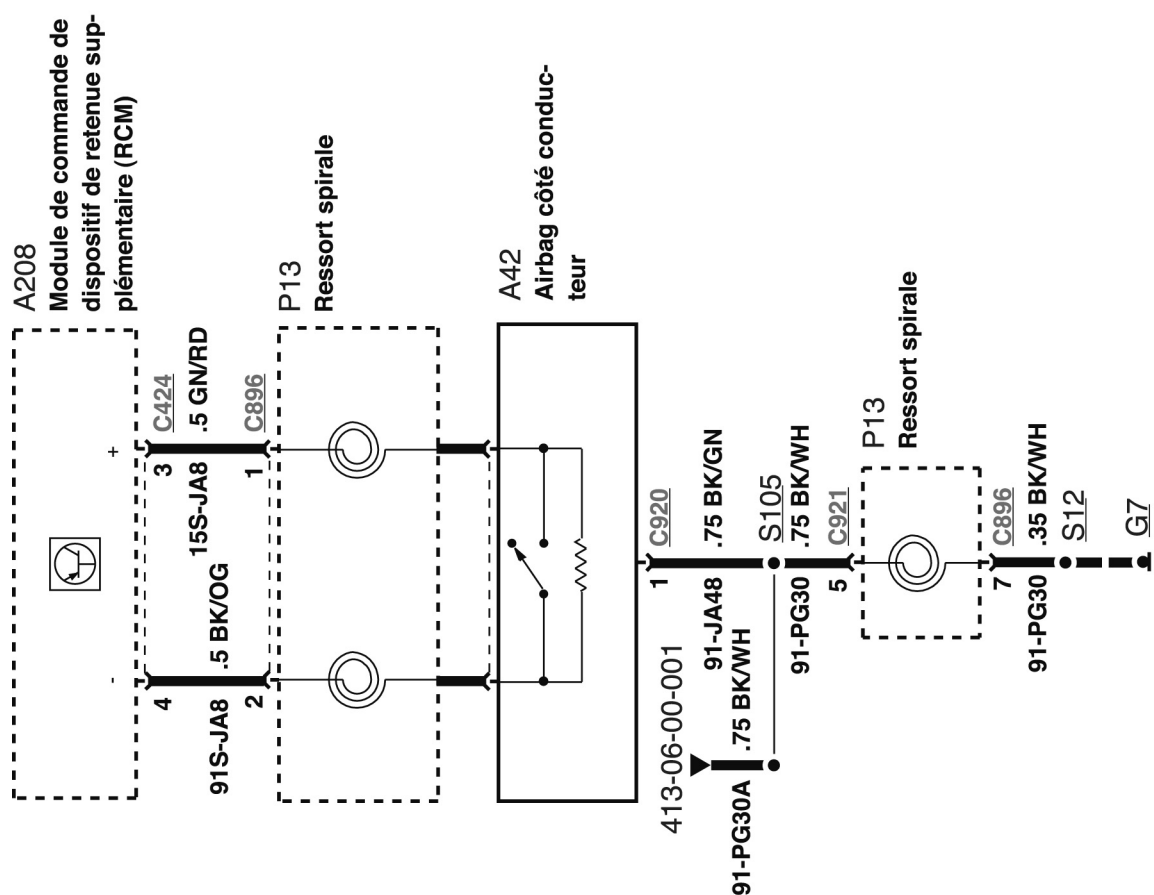 A208
Module de commande de
dispositif de retenue sup-
plémentaire (RCM)
-
+
4
3
C424
91S-JA8
.5 BK/OG
15S-JA8
.5 GN/RD
2
1
C896
P13
Ressort spirale
A42
Airbag côté conduc-
teur
413-06-00-001
1
C920
91-PG30A
.75 BK/WH
91-JA48
.75 BK/GN
S105
91-PG30
.75 BK/WH
5
C921
P13
Ressort spirale
7
C896
91-PG30
.35 BK/WH
S12
G7